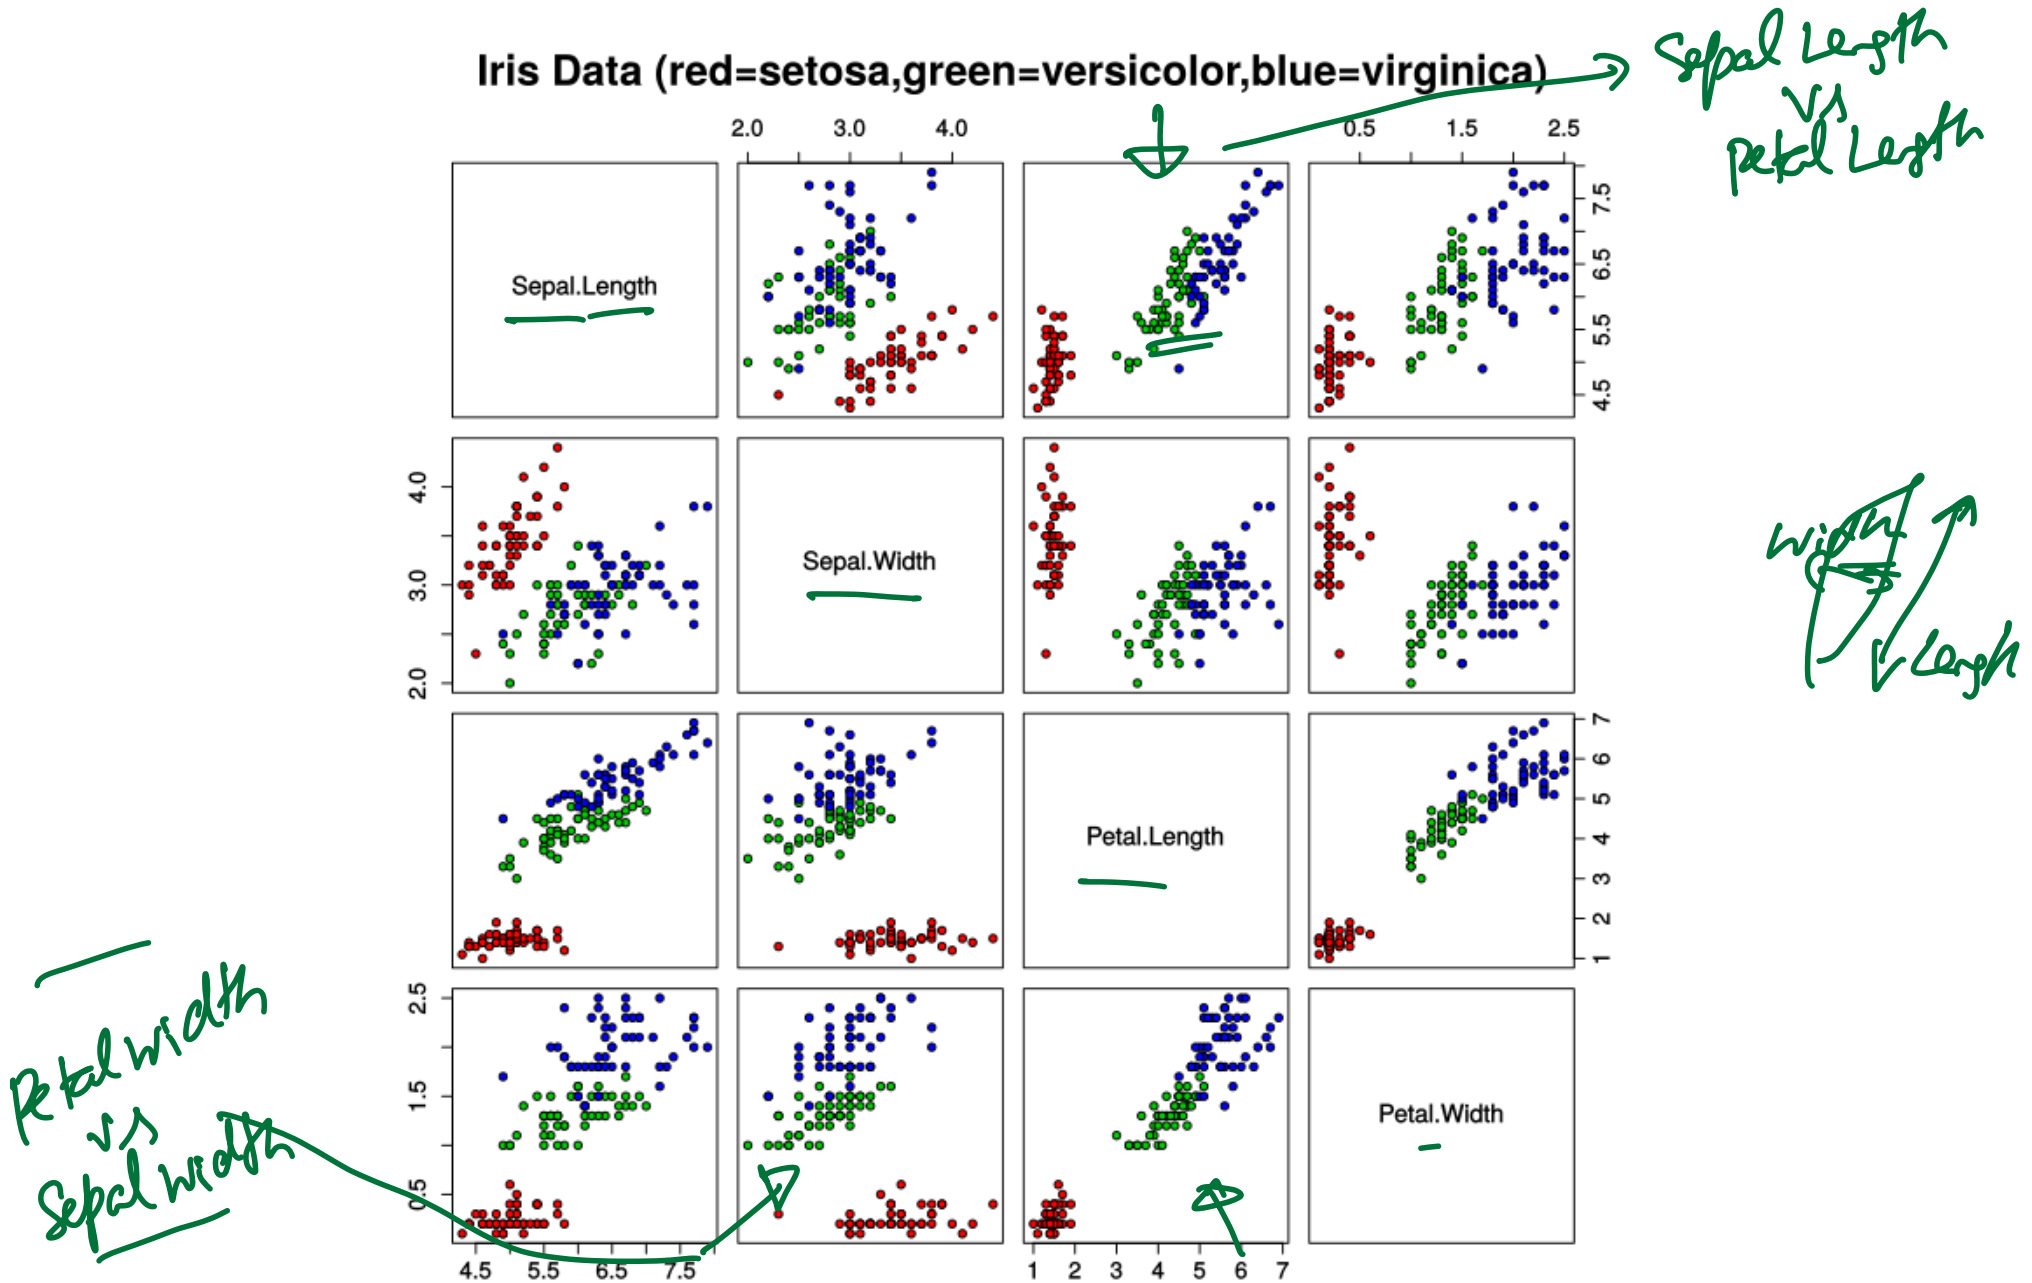 Iris Data (red=setosa,green=versicolor,blue=virginica)
Sepal Length
vs
petal Length
2.0 3.0 4.0 0.5 1.5 2.5
Sepal.Length
4.5 5.5 6.5 7.5
2.0 3.0 4.0
Sepal.Width
width
Length
Petal.Length
1 2 3 4 5 6 7
Petal width
vs
Sepal width
0.5 1.5 2.5
Petal.Width
4.5 5.5 6.5 7.5 1 2 3 4 5 6 7